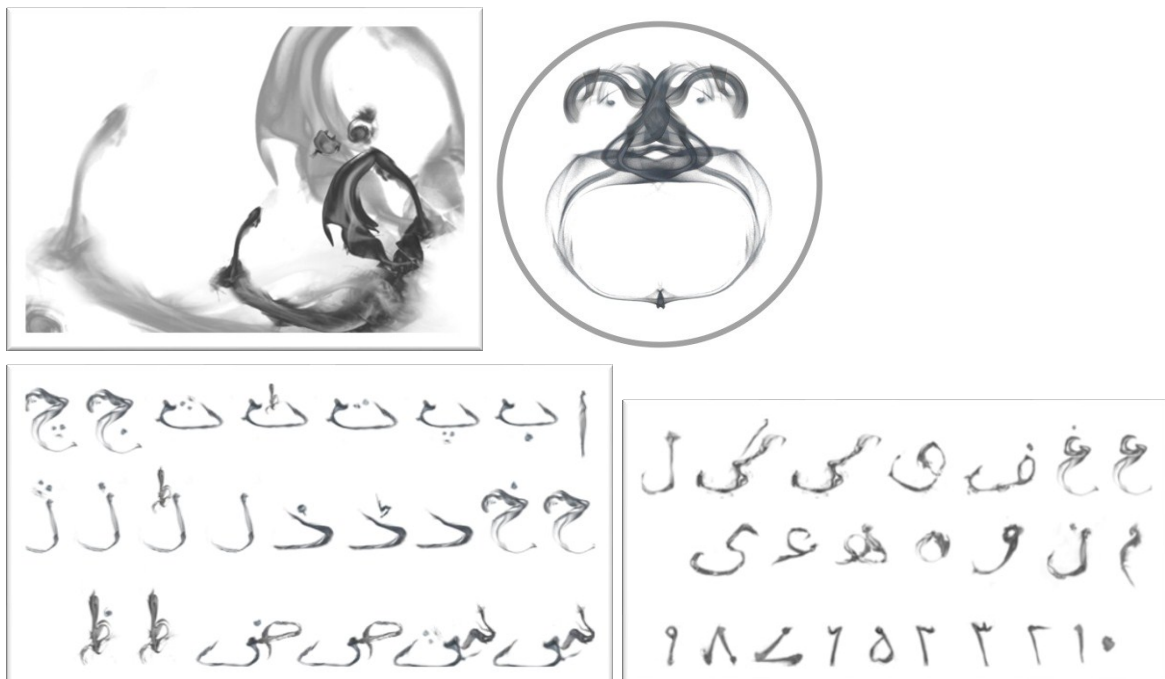 ا ب پ ت ٹ ث ج چ
ح خ د ڈ ذ ر ڑ ز ژ
س ش ص ض ط ظ
ع غ ف ق ک گ ل
م ن و ہ ھ ء ی
۰ ۱ ۲ ۳ ۴ ۵ ۶ ۷ ۸ ۹